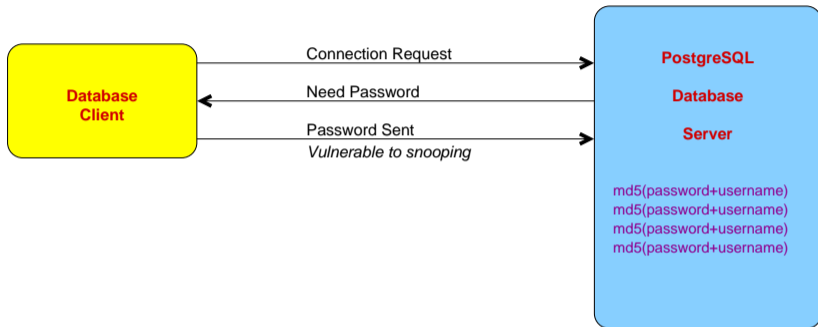 Database
Client
Connection Request
Need Password
Password Sent
Vulnerable to snooping
PostgreSQL
Database
Server
md5(password+username)
md5(password+username)
md5(password+username)
md5(password+username)